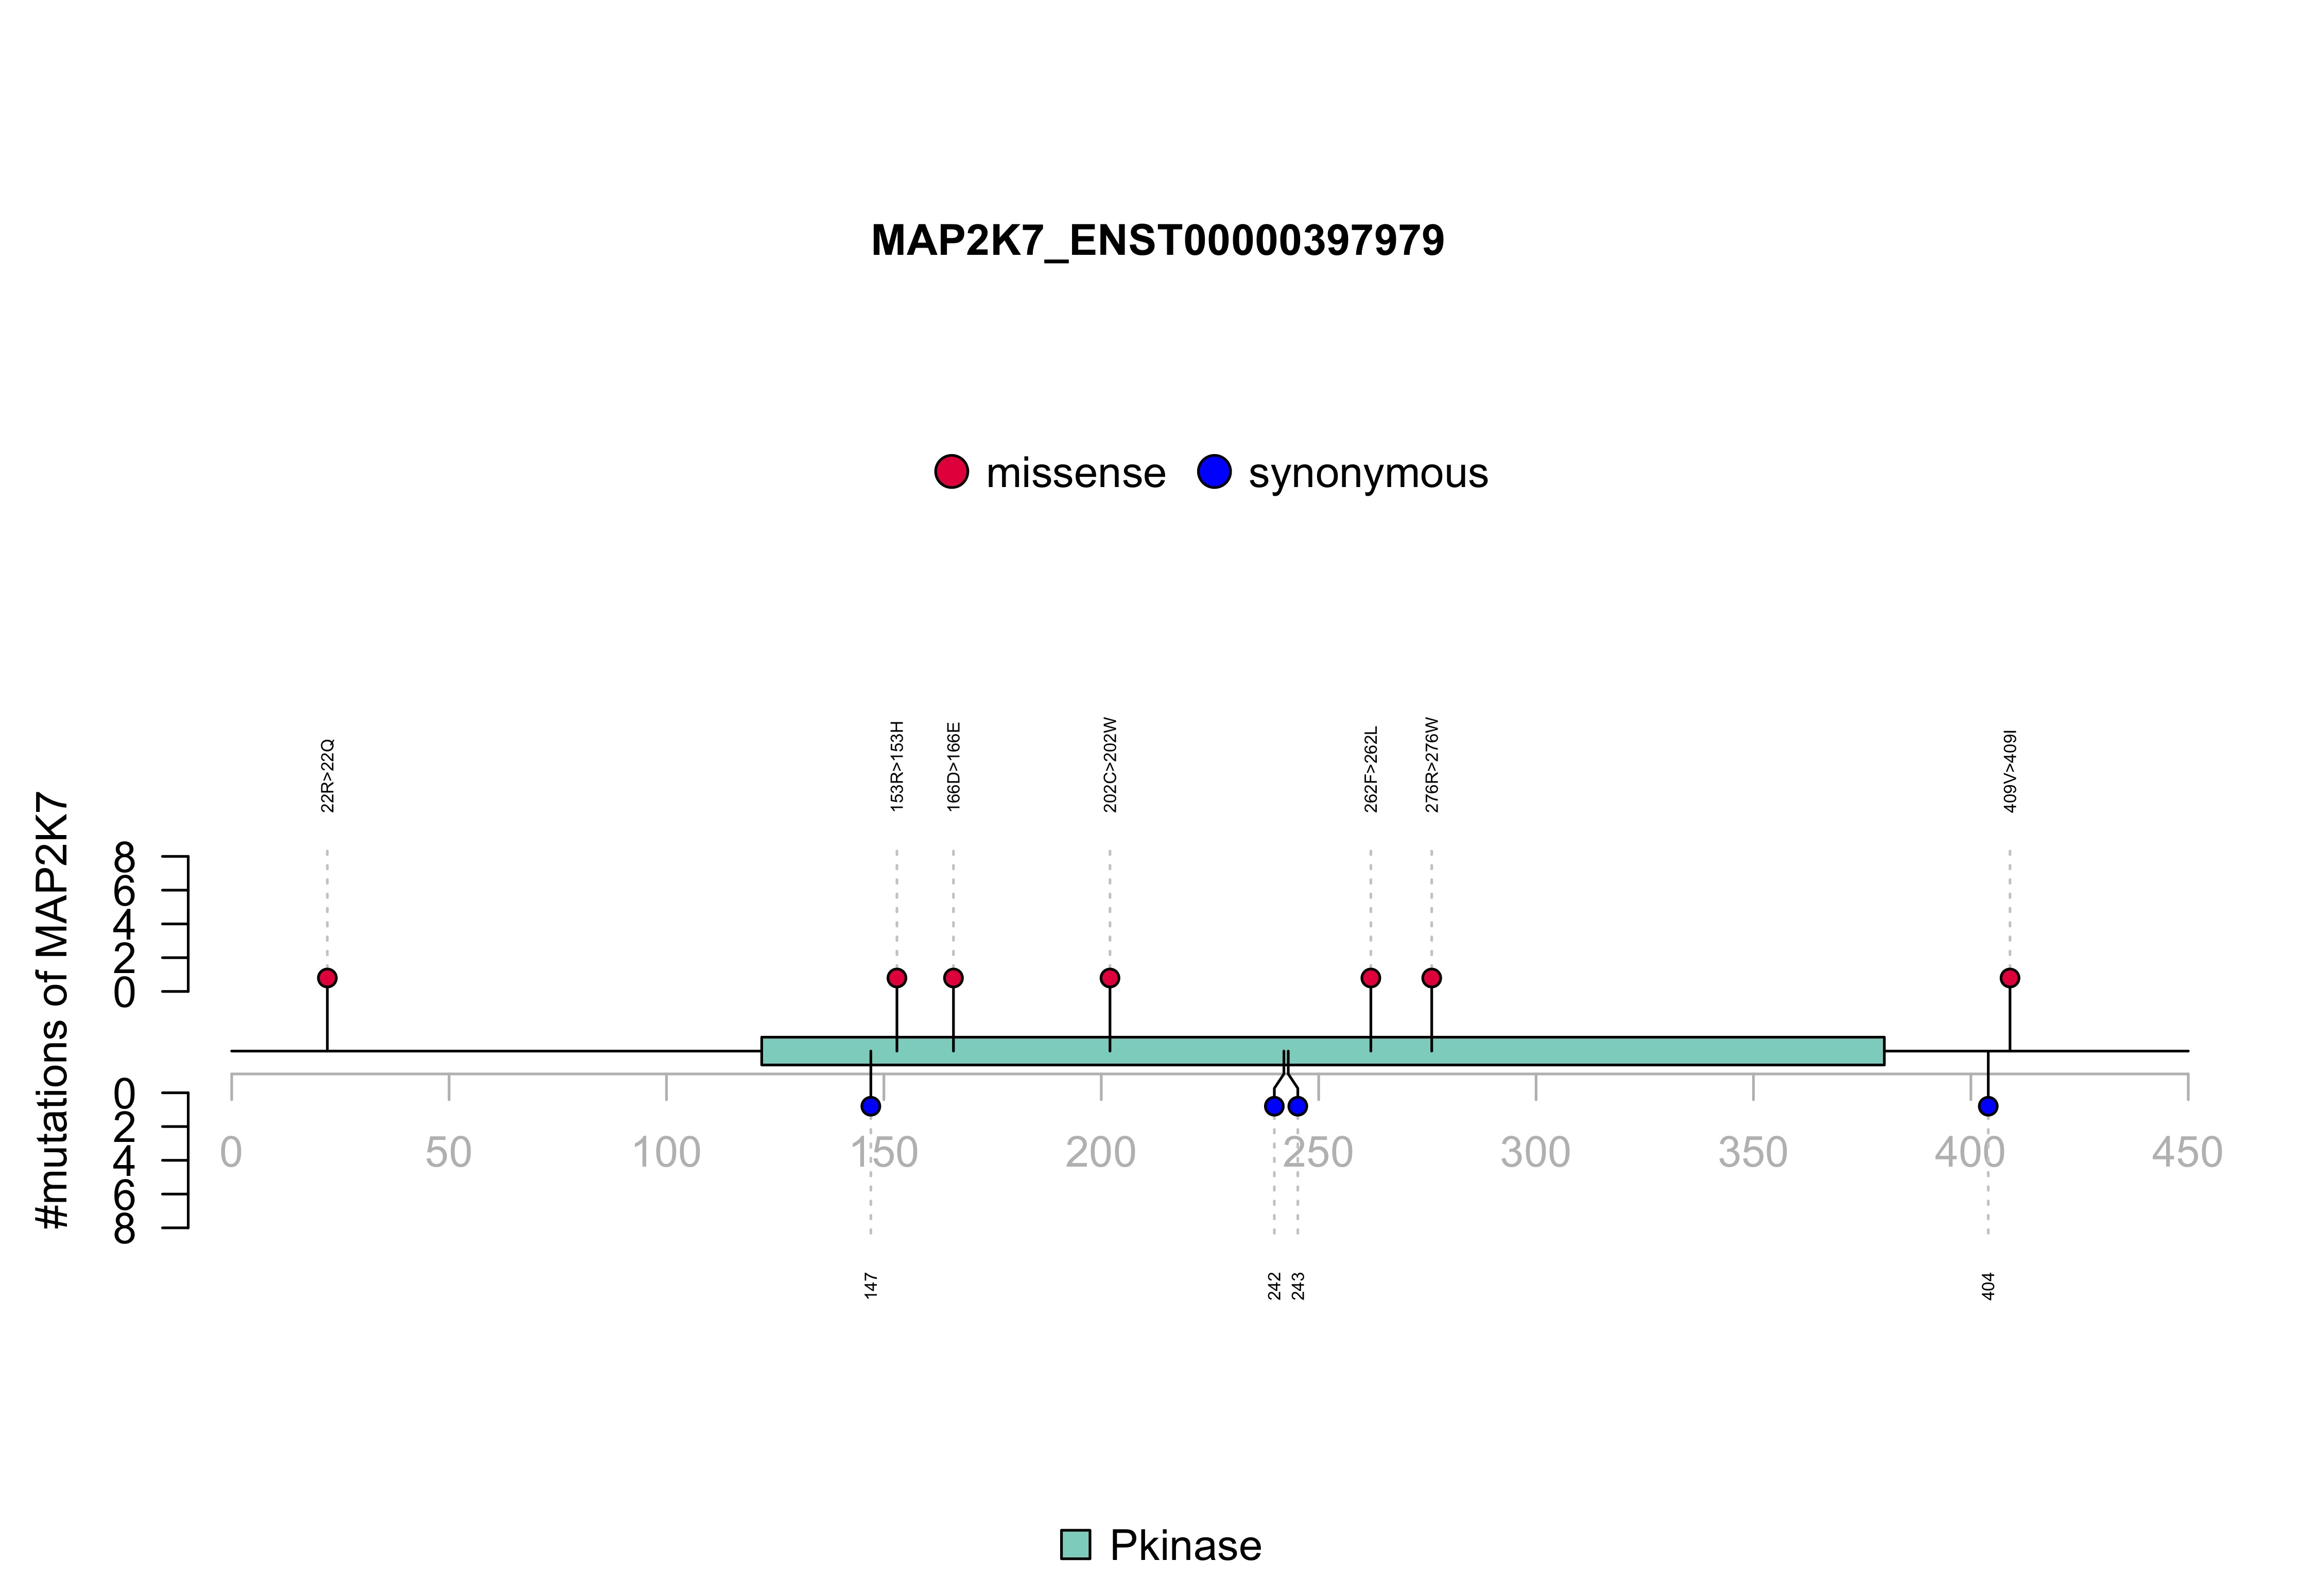 MAP2K7_ENST00000397979
missense synonymous
22R>22Q
153R>153H
166D>166E
202C>202W
262F>262L
276R>276W
409V>409I
#mutations of MAP2K7
8
6
4
2
0
0
2
4
6
8
0 50 100 150 200 250 300 350 400 450
147
242
243
404
Pkinase